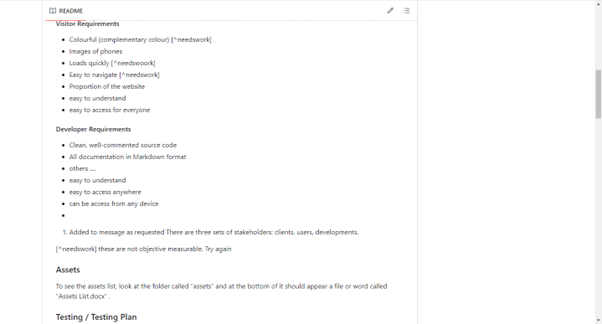 README
Visitor Requirements
Colourful (complementary colour) [^needswork]
Images of phones
Loads quickly [^needswoork]
Easy to navigate [^needswork]
Proportion of the website
easy to understand
easy to access for everyone
Developer Requirements
Clean, well-commented source code
All documentation in Markdown format
others ....
easy to understand
easy to access anywhere
can be access from any device
1. Added to message as requested There are three sets of stakeholders: clients, users, developments.
[^needswork] these are not objective measurable. Try again
Assets
To see the assets list, look at the folder called "assets" and at the bottom of it should appear a file or word called
"Assets List.docx" .
Testing / Testing Plan